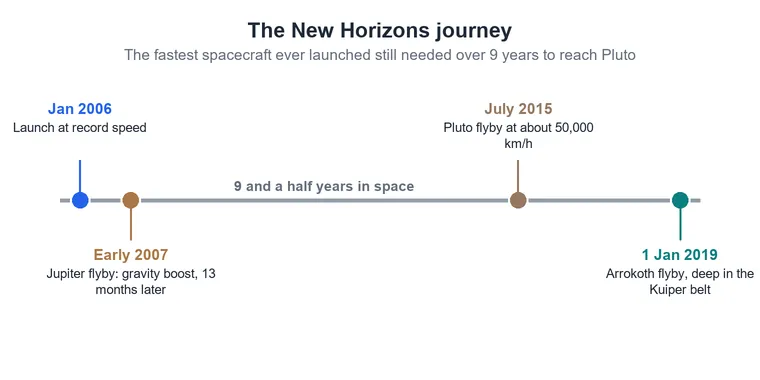 The New Horizons journey
The fastest spacecraft ever launched still needed over 9 years to reach Pluto
Jan 2006
Launch at record speed
July 2015
Pluto flyby at about 50,000
km/h
9 and a half years in space
Early 2007
Jupiter flyby: gravity boost, 13
months later
1 Jan 2019
Arrokoth flyby, deep in the
Kuiper belt